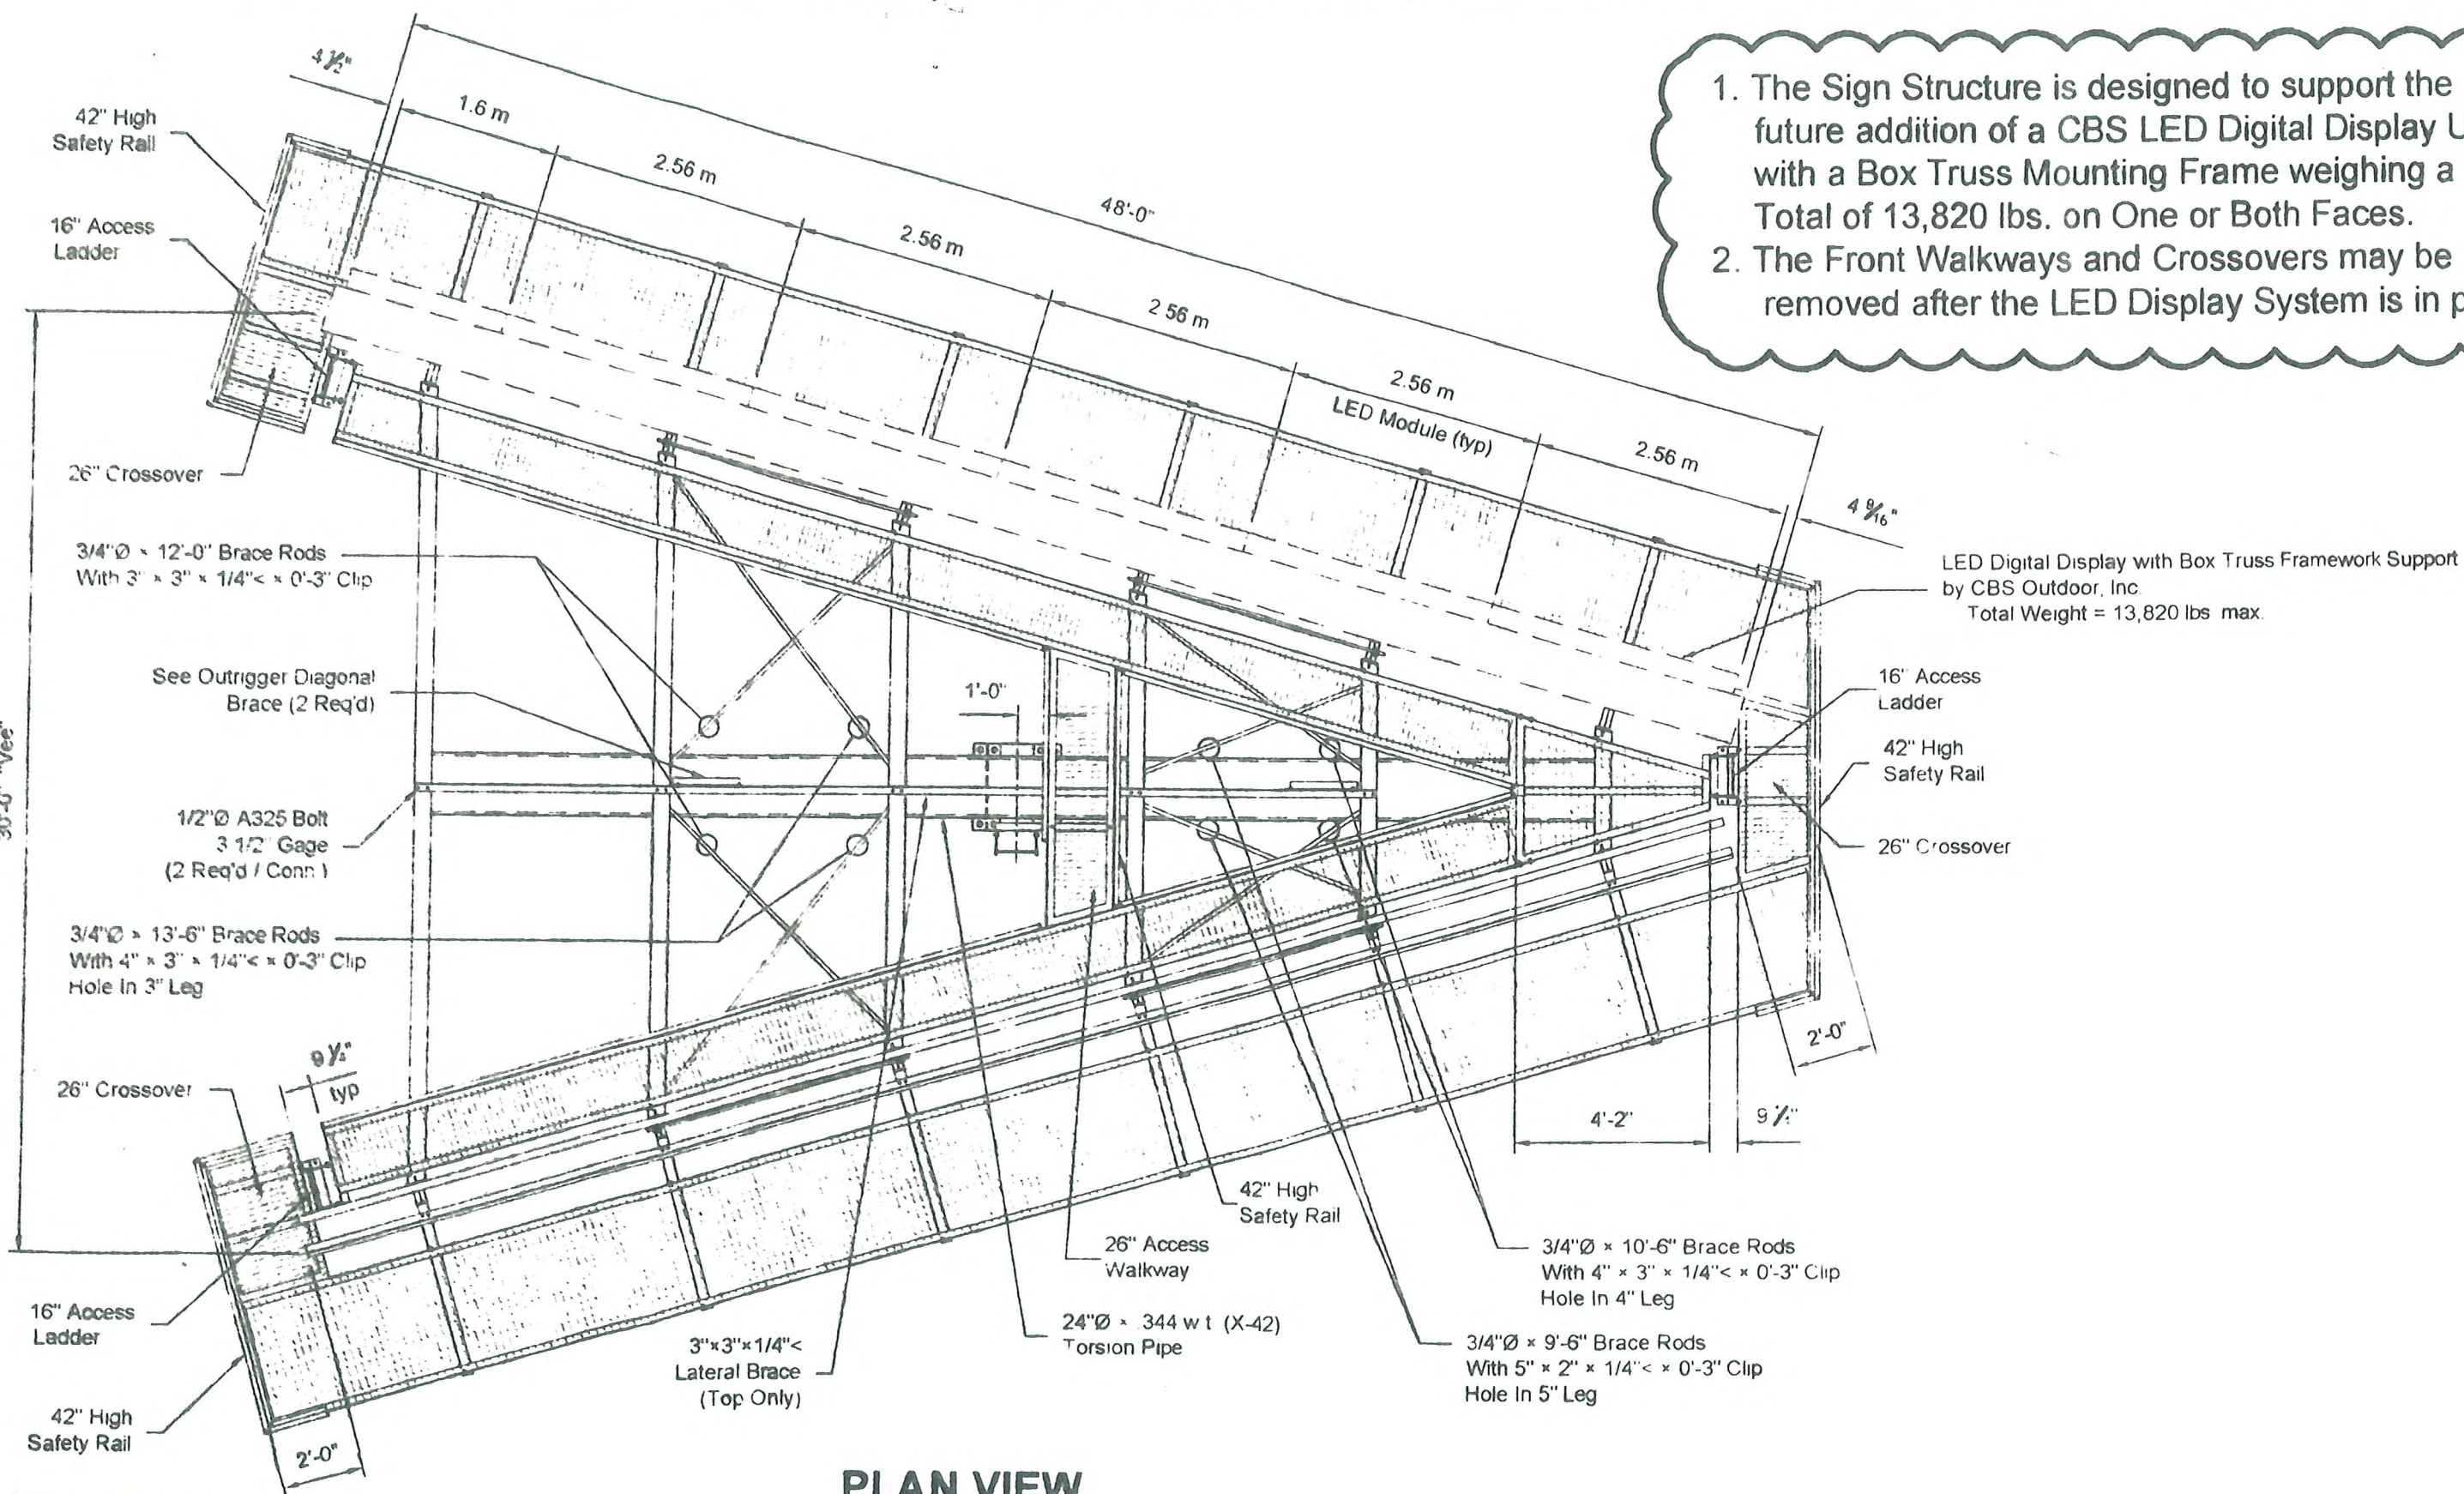 1. The Sign Structure is designed to support the
future addition of a CBS LED Digital Display
with a Box Truss Mounting Frame weighing a
Total of 13,820 lbs. on One or Both Faces.
2. The Front Walkways and Crossovers may be
removed after the LED Display System is in
4 1/2"
1.6 m
2.56 m
48'-0"
2.56 m
2 56 m
2.56 m
LED Module (typ)
2.56 m
4 9/16"
42" High
Safety Rail
16" Access
Ladder
26" Crossover
3/4"Ø × 12'-0" Brace Rods
With 3" × 3" × 1/4"< × 0'-3" Clip
See Outrigger Diagonal
Brace (2 Req'd)
1'-0"
LED Digital Display with Box Truss Framework Support
by CBS Outdoor, Inc
Total Weight = 13,820 lbs max.
16" Access
Ladder
42" High
Safety Rail
26" Crossover
30'-0" "Vee"
1/2"Ø A325 Bolt
3 1/2" Gage
(2 Req'd / Conn )
3/4"Ø × 13'-6" Brace Rods
With 4" × 3" × 1/4"< × 0'-3" Clip
Hole In 3" Leg
typ
26" Crossover
2'-0"
4'-2"
42" High
Safety Rail
26" Access
Walkway
3/4"Ø × 10'-6" Brace Rods
With 4" × 3" × 1/4"< × 0'-3" Clip
Hole In 4" Leg
16" Access
Ladder
3"×3"×1/4"<
Lateral Brace
(Top Only)
24"Ø × .344 w t (X-42)
Torsion Pipe
3/4"Ø × 9'-6" Brace Rods
With 5" × 2" × 1/4"< × 0'-3" Clip
Hole In 5" Leg
42" High
Safety Rail
2'-0"
PLAN VIEW